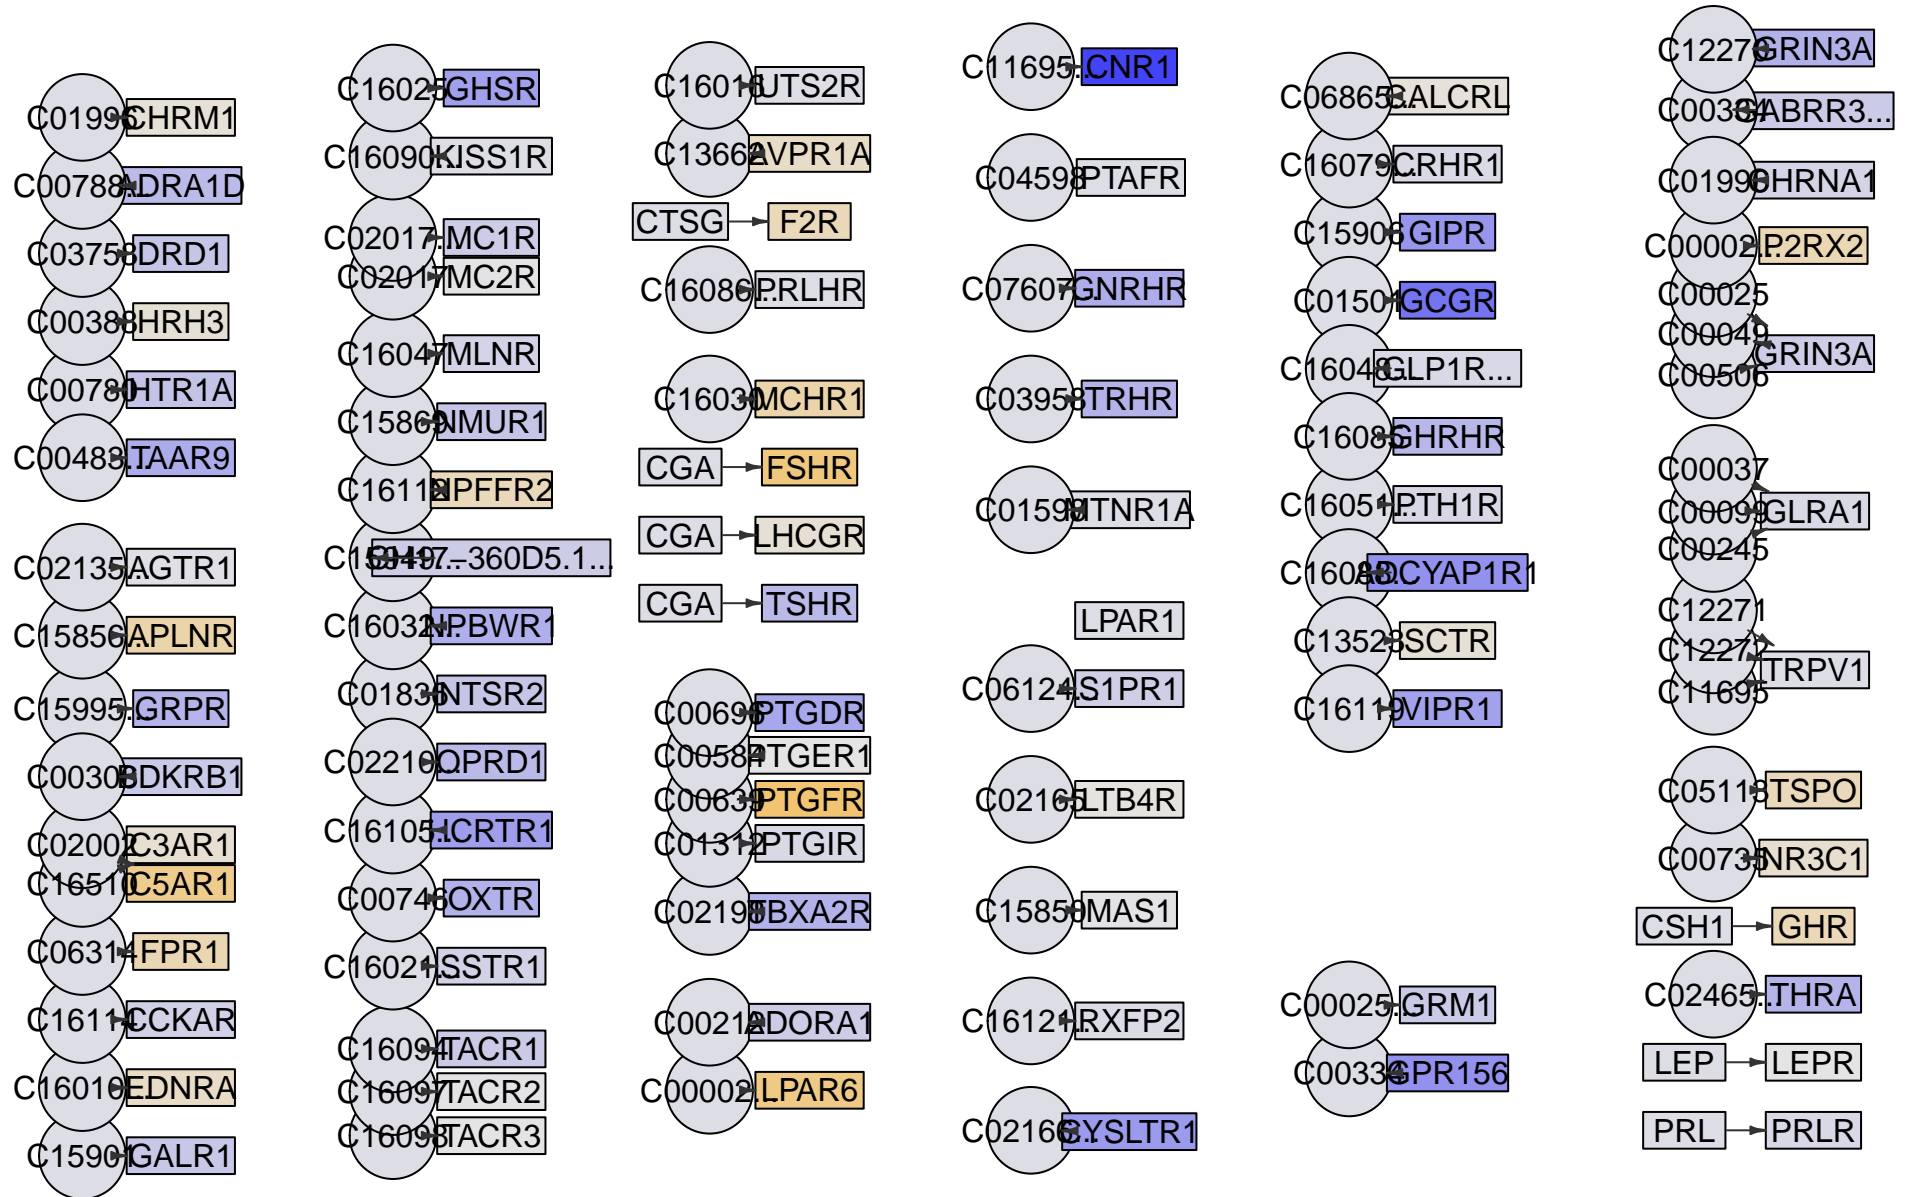 C01996 CHRM1
C00788... ADRA1D
C03758 DRD1
C00388 HRH3
C00780 HTR1A
C00483... TAAR9
C02135... AGTR1
C15856... APLNR
C15995... GRPR
C00306 BDKRB1
C02002 C3AR1
C16510 C5AR1
C06314 FPR1
C16114 CCKAR
C16010... EDNRA
C15901 GALR1
C16025 GHSR
C16090... KISS1R
C02017... MC1R
C02017 MC2R
C16047 MLNR
C15869 NMUR1
C16118 NPFFR2
–360D5.1...
C16032... NPBWR1
C01836 NTSR2
C02210... OPRD1
C16105... HCRTR1
C00746 OXTR
C16021... SSTR1
C16094 TACR1
C16097 TACR2
C16098 TACR3
C16016 UTS2R
C13662 AVPR1A
CTSG F2R
C16086... PRLHR
C16030 MCHR1
CGA FSHR
CGA LHCGR
CGA TSHR
C00696 PTGDR
C00584 PTGER1
C00639 PTGFR
C01312 PTGIR
C02198 TBXA2R
C00212 ADORA1
C00002... LPAR6
C11695... CNR1
C04598 PTAFR
C07607... GNRHR
C03958 TRHR
C01598 MTNR1A
LPAR1
C06124... S1PR1
C02165 LTB4R
C15850 MAS1
C16121... RXFP2
C02166... CYSLTR1
C06865... CALCRL
C16079... CRHR1
C15906 GIPR
C01501 GCGR
C16048... GLP1R...
C16085 GHRHR
C16051... PTH1R
ADCYAP1R1
C13523 SCTR
C16119 VIPR1
C00025... GRM1
C00334 GPR156
C12270 GRIN3A
C00334 GABRR3...
C01996 CHRNA1
C00002... P2RX2
C00025
C00049
GRIN3A
C00506
C00037
C00099 GLRA1
C00245
C12271
C12272
TRPV1
C11695
C05113 TSPO
C00735 NR3C1
CSH1 GHR
C02465... THRA
LEP LEPR
PRL PRLR